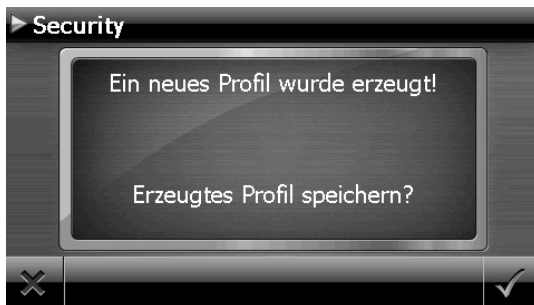 Security
Ein neues Profil wurde erzeugt!
Erzeugtes Profil speichern?